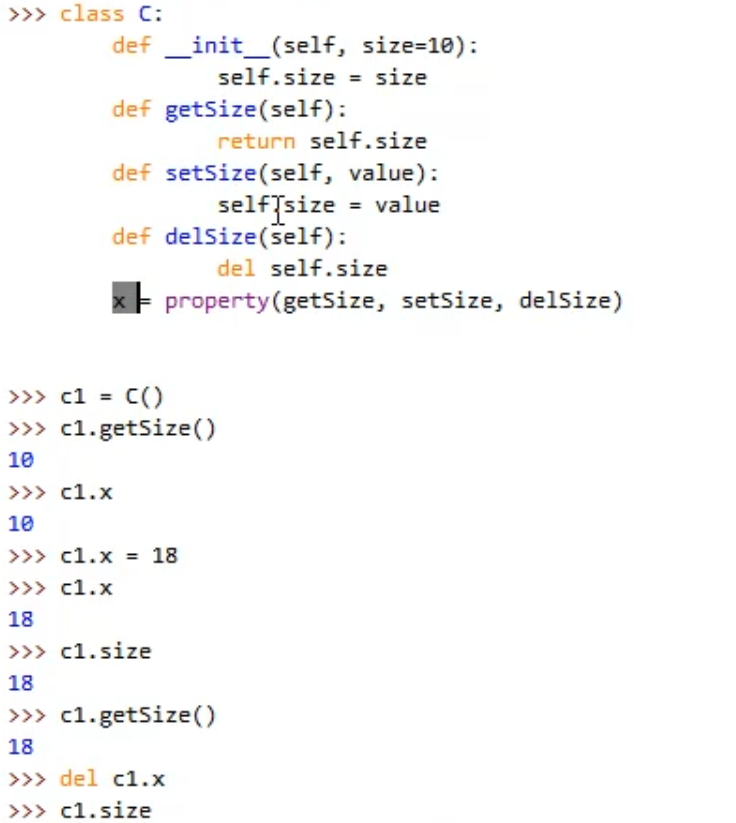 >>> class C:
        def __init__(self, size=10):
                self.size = size
        def getSize(self):
                return self.size
        def setSize(self, value):
                self.size = value
        def delSize(self):
                del self.size
        x = property(getSize, setSize, delSize)
>>> c1 = C()
>>> c1.getSize()
10
>>> c1.x
10
>>> c1.x = 18
>>> c1.x
18
>>> c1.size
18
>>> c1.getSize()
18
>>> del c1.x
>>> c1.size